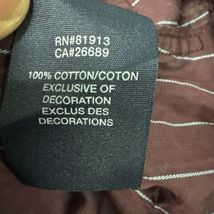 RN#81913
CA#26689
100% COTTON/COTON
EXCLUSIVE OF
DECORATION
EXCLUS DES
DECORATIONS